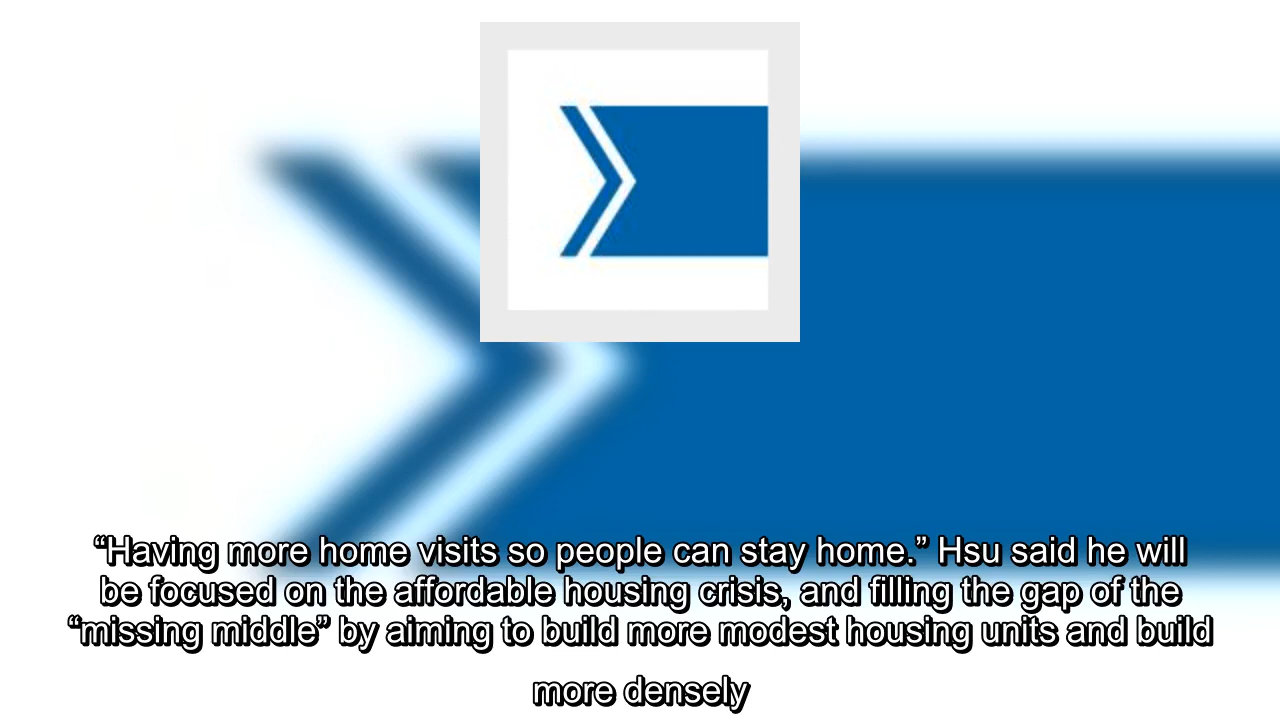 “Having more home visits so people can stay home.” Hsu said he will
be focused on the affordable housing crisis, and filling the gap of the
“missing middle” by aiming to build more modest housing units and build
more densely